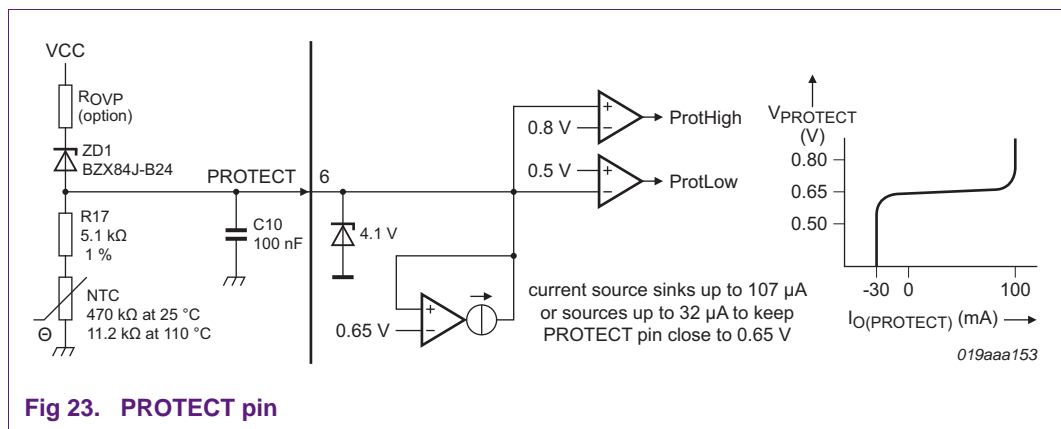 VCC
ROVP
(option)
ZD1
BZX84J-B24
PROTECT
6
R17
5.1 kΩ
1 %
C10
100 nF
NTC
470 kΩ at 25 °C
11.2 kΩ at 110 °C
Θ
4.1 V
0.65 V
+
−
0.8 V
+
−
ProtHigh
0.5 V
+
−
ProtLow
current source sinks up to 107 μA
or sources up to 32 μA to keep
PROTECT pin close to 0.65 V
VPROTECT
(V)
0.80
0.65
0.50
-30 0 100
IO(PROTECT) (mA)
019aaa153
Fig 23. PROTECT pin